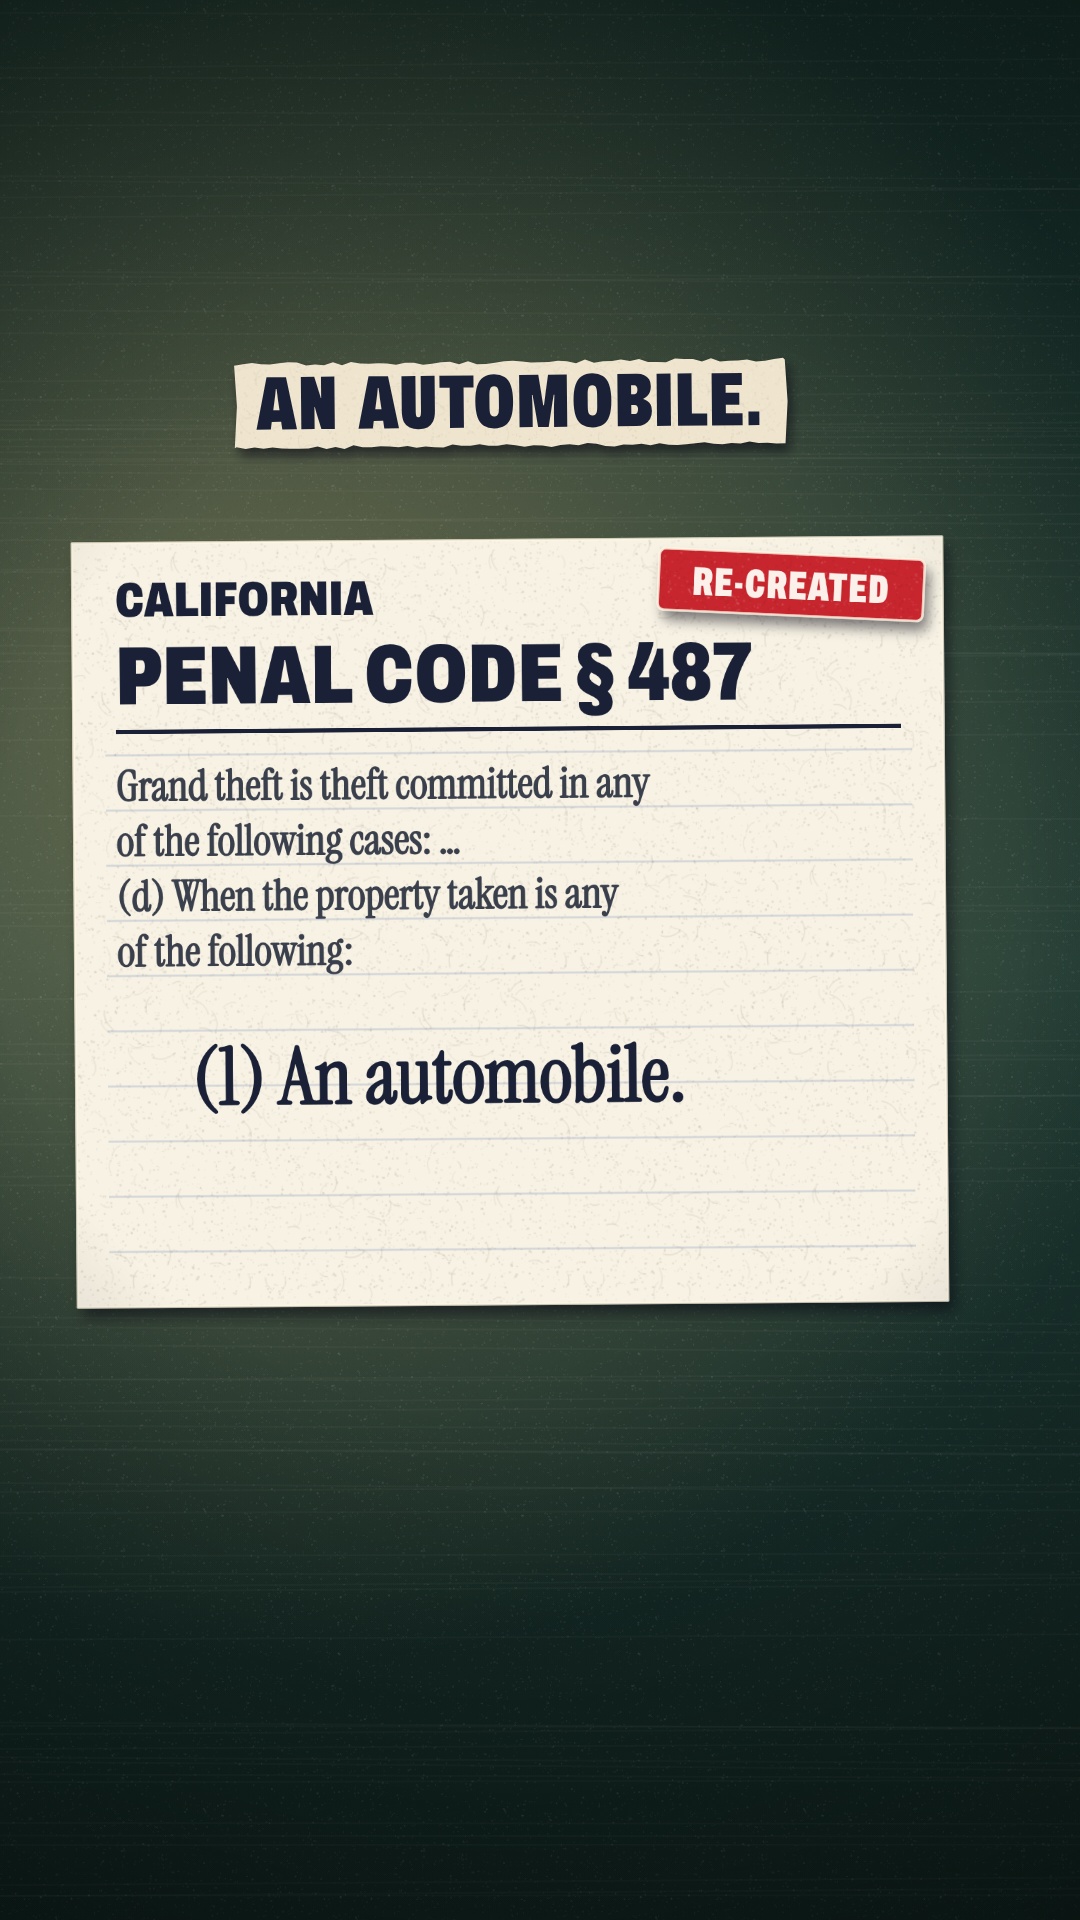 AN AUTOMOBILE.
RE-CREATED
CALIFORNIA
PENAL CODE § 487
Grand theft is theft committed in any
of the following cases: ...
(d) When the property taken is any
of the following:
(1) An automobile.